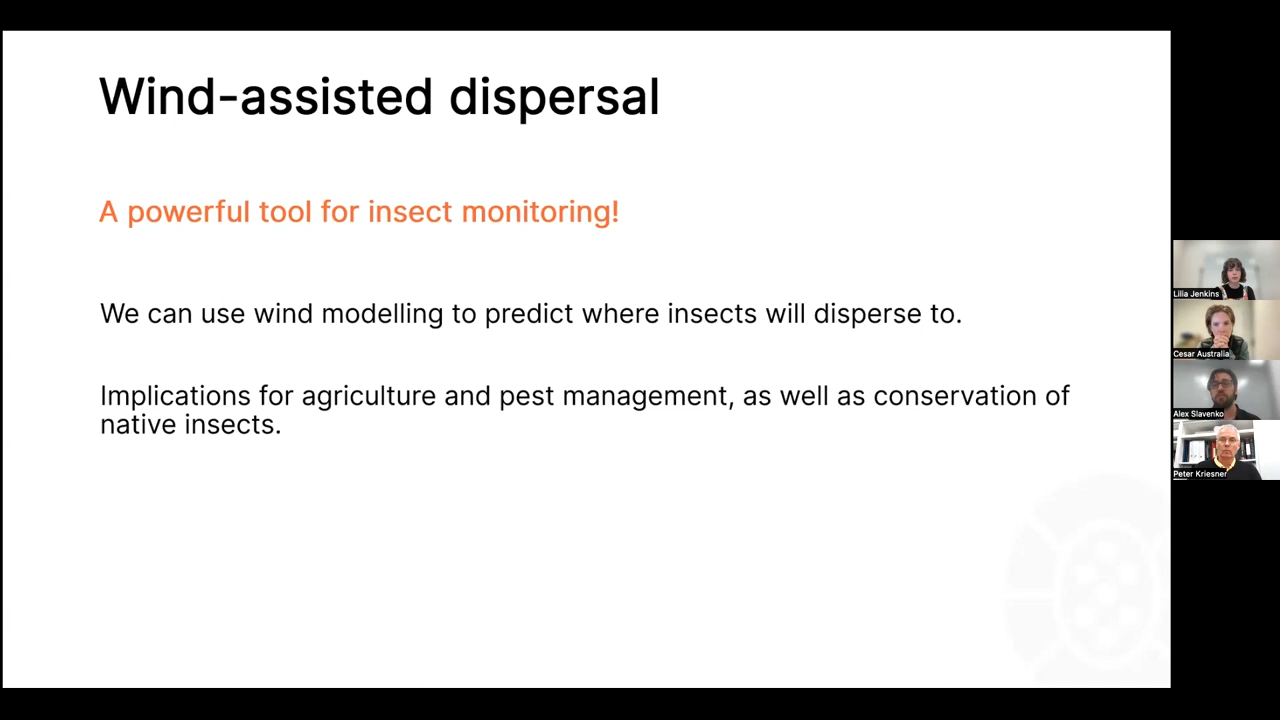 Wind-assisted dispersal
A powerful tool for insect monitoring!
We can use wind modelling to predict where insects will disperse to.
Implications for agriculture and pest management, as well as conservation of
native insects.
Lilia Jenkins
Cesar Australia
Alex Slavenko
Peter Kriesner